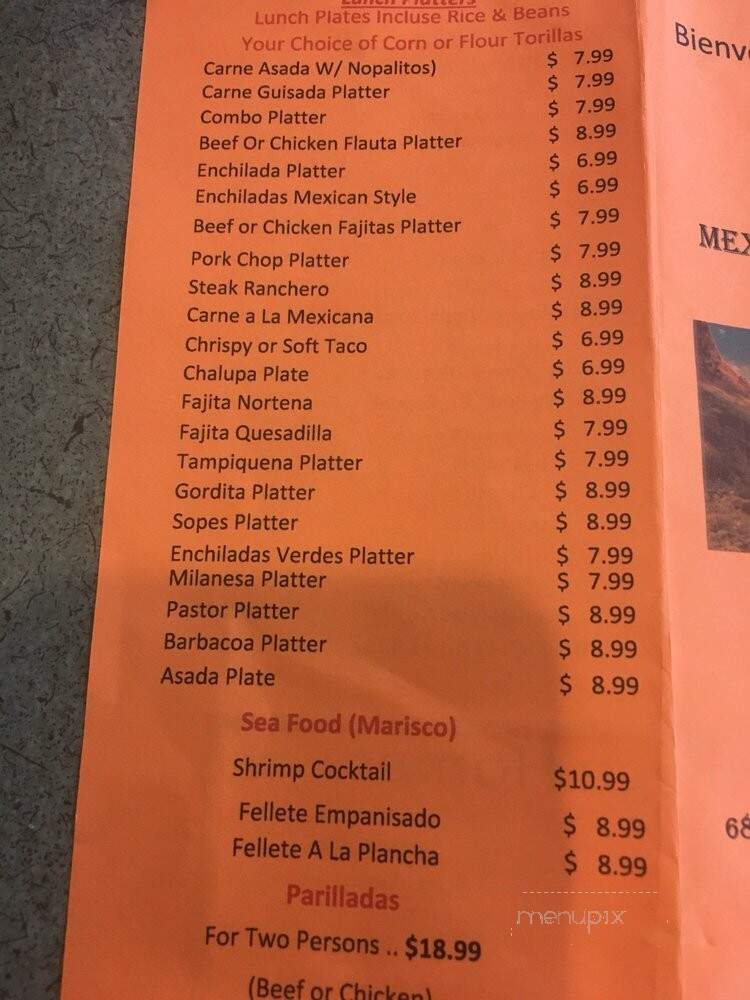 Lunch Platters
Lunch Plates Incluse Rice & Beans
Your Choice of Corn or Flour Torillas
Carne Asada W/ Nopalitos) $ 7.99
Carne Guisada Platter $ 7.99
Combo Platter $ 7.99
Beef Or Chicken Flauta Platter $ 8.99
Enchilada Platter $ 6.99
Enchiladas Mexican Style $ 6.99
Beef or Chicken Fajitas Platter $ 7.99
Pork Chop Platter $ 7.99
Steak Ranchero $ 8.99
Carne a La Mexicana $ 8.99
Chrispy or Soft Taco $ 6.99
Chalupa Plate $ 6.99
Fajita Nortena $ 8.99
Fajita Quesadilla $ 7.99
Tampiquena Platter $ 7.99
Gordita Platter $ 8.99
Sopes Platter $ 8.99
Enchiladas Verdes Platter $ 7.99
Milanesa Platter $ 7.99
Pastor Platter $ 8.99
Barbacoa Platter $ 8.99
Asada Plate $ 8.99
Sea Food (Marisco)
Shrimp Cocktail $10.99
Fellete Empanisado $ 8.99
Fellete A La Plancha $ 8.99
Parilladas
For Two Persons .. $18.99
(Beef or Chicken)
Bienv
MEX
68
menupix